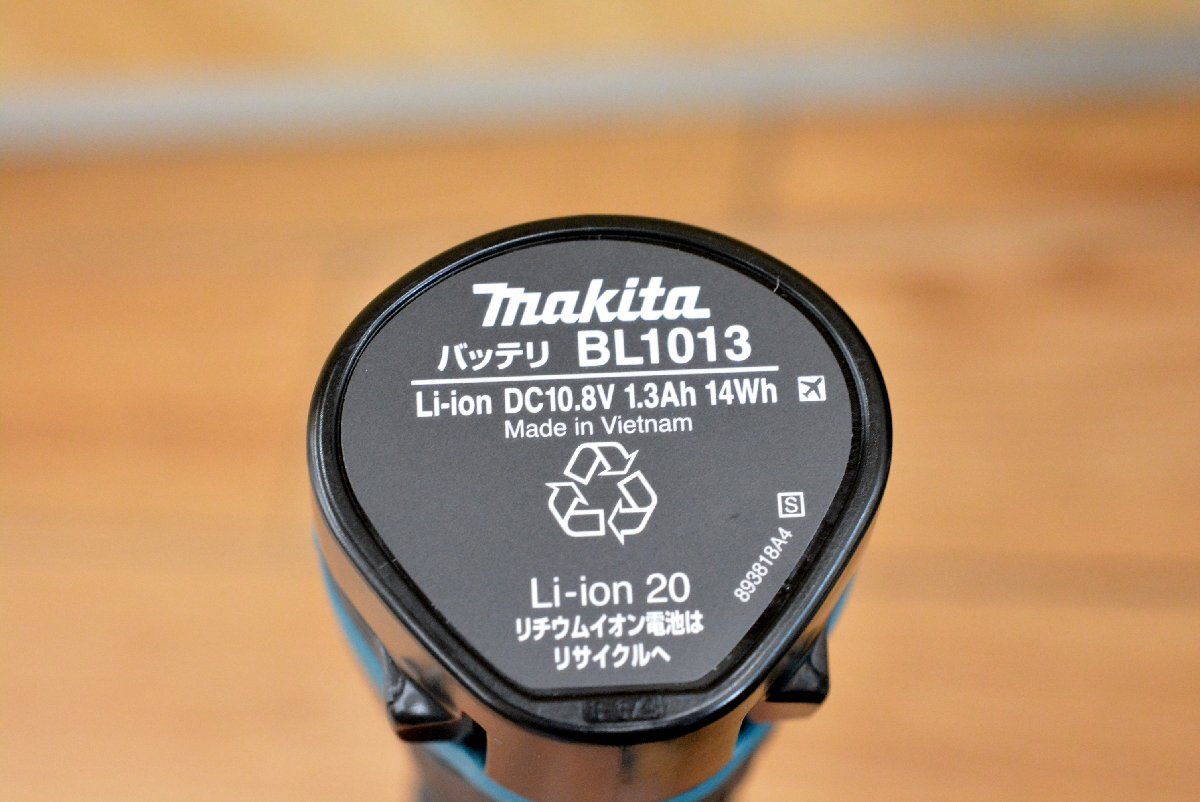 makita
バッテリ BL1013
Li-ion DC10.8V 1.3Ah 14Wh
Made in Vietnam
S
893818A4
Li-ion 20
リチウムイオン電池は
リサイクルへ